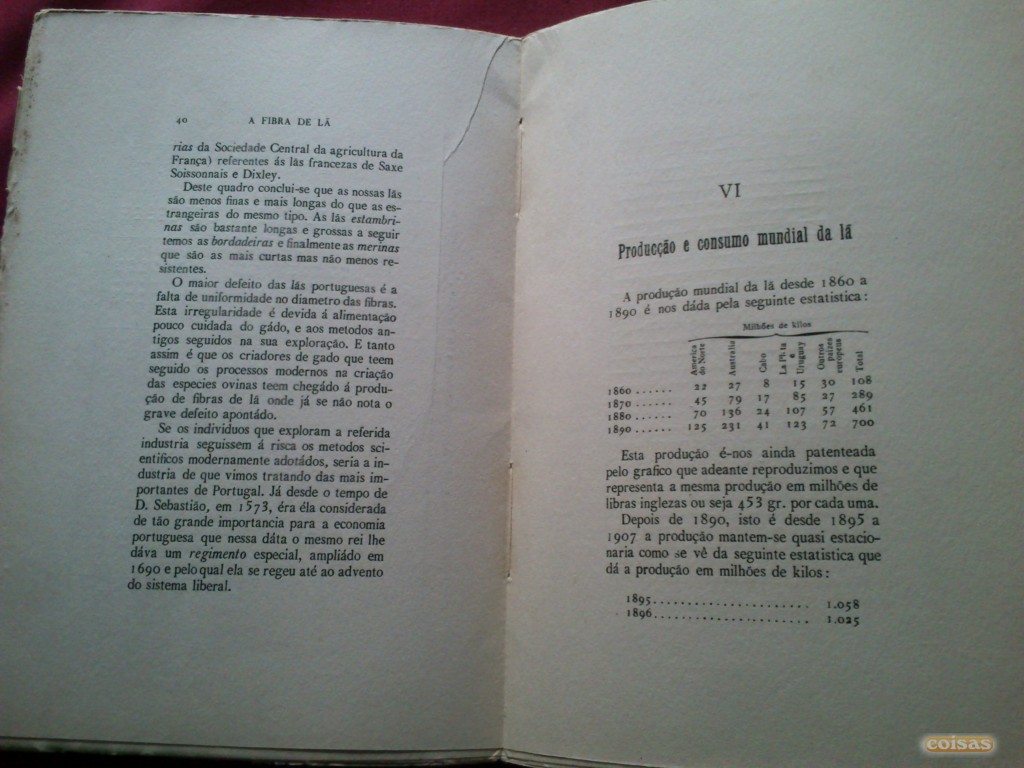 40 A FIBRA DE LÃ
rias da Sociedade Central da agricultura da
França) referentes ás lãs francezas de Saxe
Soissonnais e Dixley.
Deste quadro conclui-se que as nossas lãs
são menos finas e mais longas do que as es-
trangeiras do mesmo tipo. As lãs estambri-
nas são bastante longas e grossas a seguir
temos as bordadeiras e finalmente as merinas
que são as mais curtas mas não menos re-
sistentes.
O maior defeito das lãs portuguesas é a
falta de uniformidade no diametro das fibras.
Esta irregularidade é devida á alimentação
pouco cuidada do gádo, e aos metodos an-
tigos seguidos na sua exploração. E tanto
assim é que os criadores de gado que teem
seguido os processos modernos na criação
das especies ovinas teem chegádo á produ-
ção de fibras de lã onde já se não nota o
grave defeito apontádo.
Se os individuos que exploram a referida
industria seguissem á risca os metodos sci-
entificos modernamente adotádos, seria a in-
dustria de que vimos tratando das mais im-
portantes de Portugal. Já desde o tempo de
D. Sebastião, em 1573, éra éla considerada
de tão grande importancia para a economia
portuguesa que nessa dáta o mesmo rei lhe
dáva um regimento especial, ampliádo em
1690 e pelo qual ela se regeu até ao advento
do sistema liberal.
VI
Producção e consumo mundial da lã
A produção mundial da lã desde 1860 a
1890 é nos dáda pela seguinte estatistica:
Milhões de kilos
America do Norte Australia Cabo La Plata e Uruguay Outros paizes europeus Total
1860...... 22 27 8 15 30 108
1870...... 45 79 17 85 27 289
1880...... 70 136 24 107 57 461
1890...... 125 231 41 123 72 700
Esta produção é-nos ainda patenteada
pelo grafico que adeante reproduzimos e que
representa a mesma produção em milhões de
libras inglezas ou seja 453 gr. por cada uma.
Depois de 1890, isto é desde 1895 a
1907 a produção mantem-se quasi estacio-
naria como se vê da seguinte estatistica que
dá a produção em milhões de kilos:
1895...................... 1.058
1896...................... 1.025
coisas